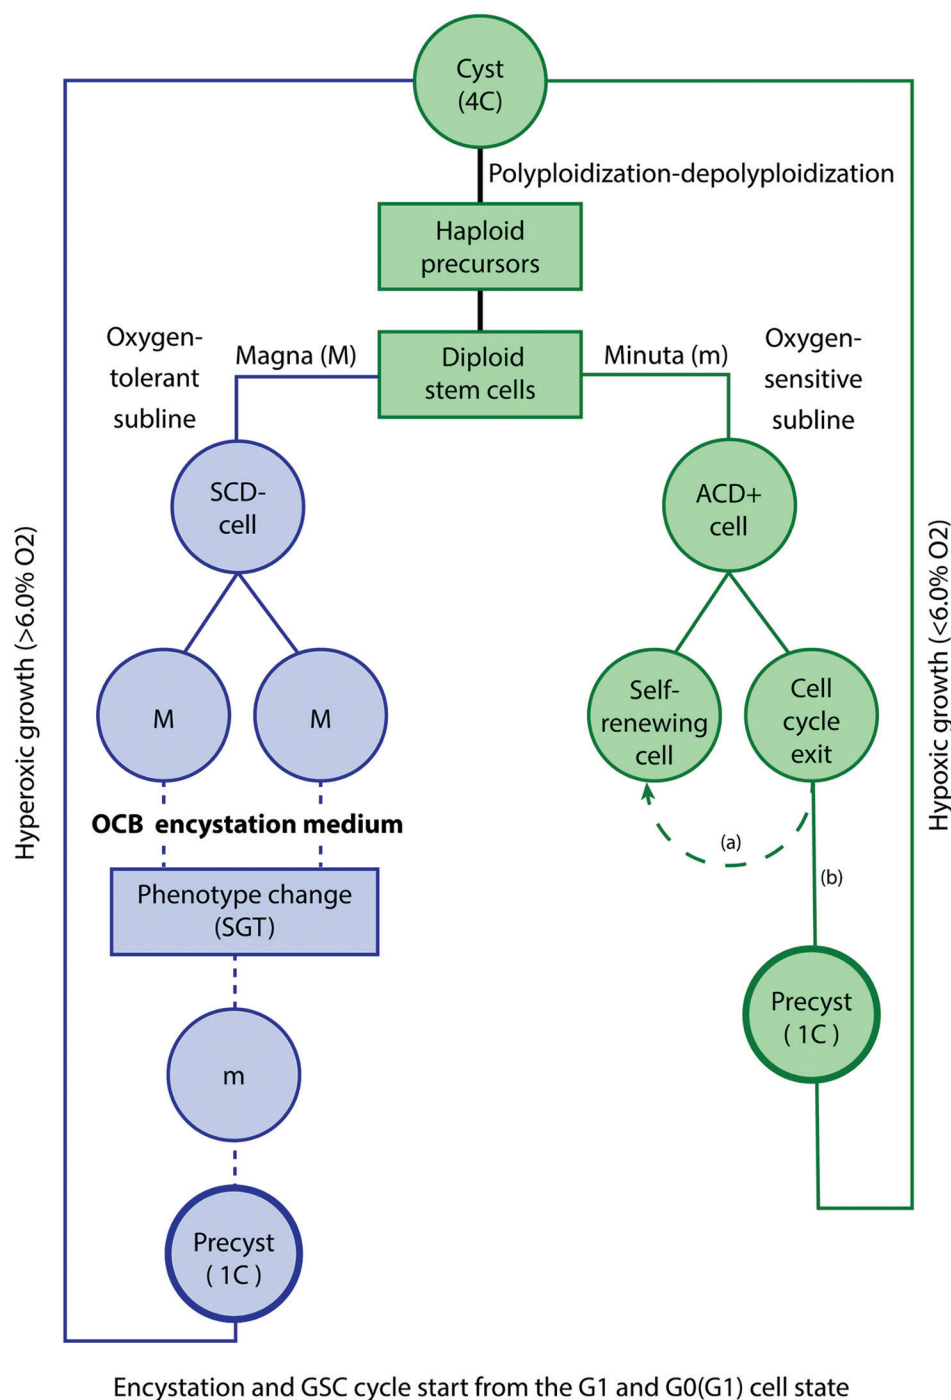 Cyst
(4C)
Polyploidization-depolyploidization
Haploid
precursors
Oxygen-
tolerant
subline
Magna (M)
Diploid
stem cells
Minuta (m)
Oxygen-
sensitive
subline
SCD-
cell
ACD+
cell
Hyperoxic growth (>6.0% O2)
Hypoxic growth (<6.0% O2)
M
M
Self-
renewing
cell
Cell
cycle
exit
OCB encystation medium
(a)
(b)
Phenotype change
(SGT)
Precyst
( 1C )
m
Precyst
( 1C )
Encystation and GSC cycle start from the G1 and G0(G1) cell state